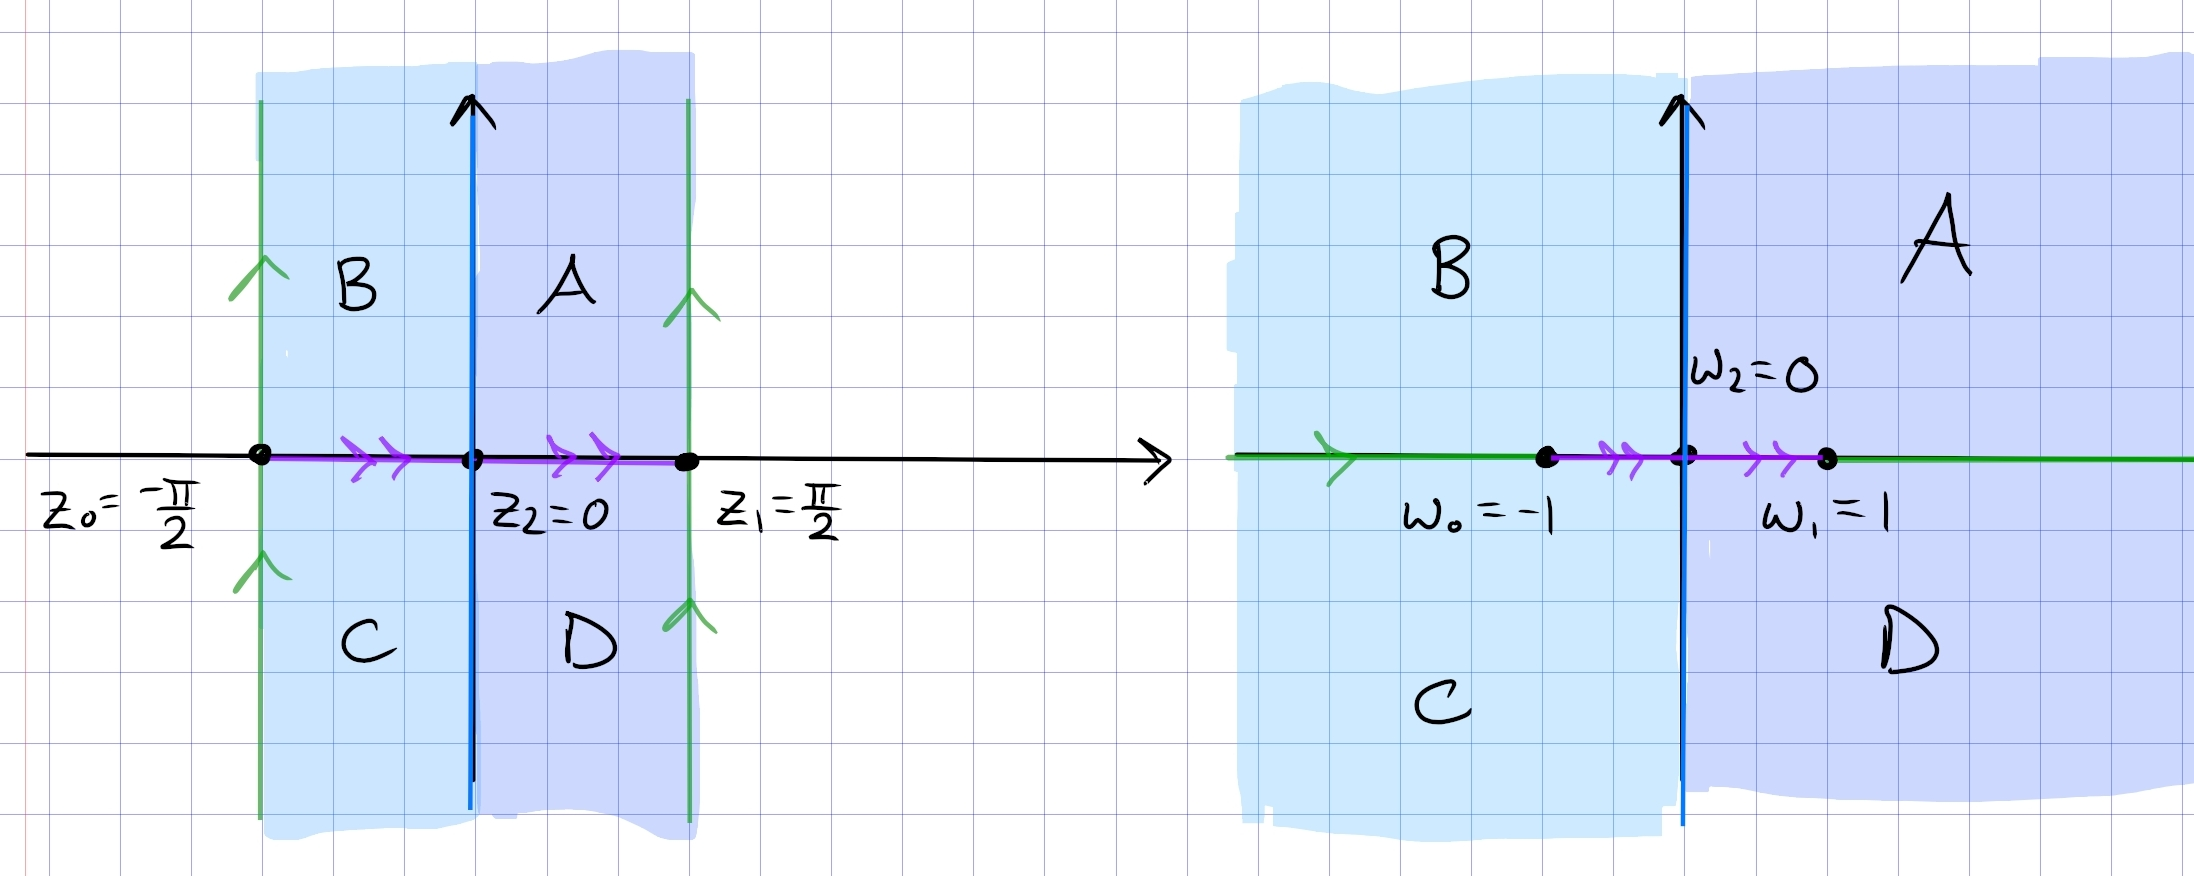 B A
z₀ = -π/2
z₂ = 0
z₁ = π/2
C D
B A
w₂ = 0
w₀ = -1
w₁ = 1
C D